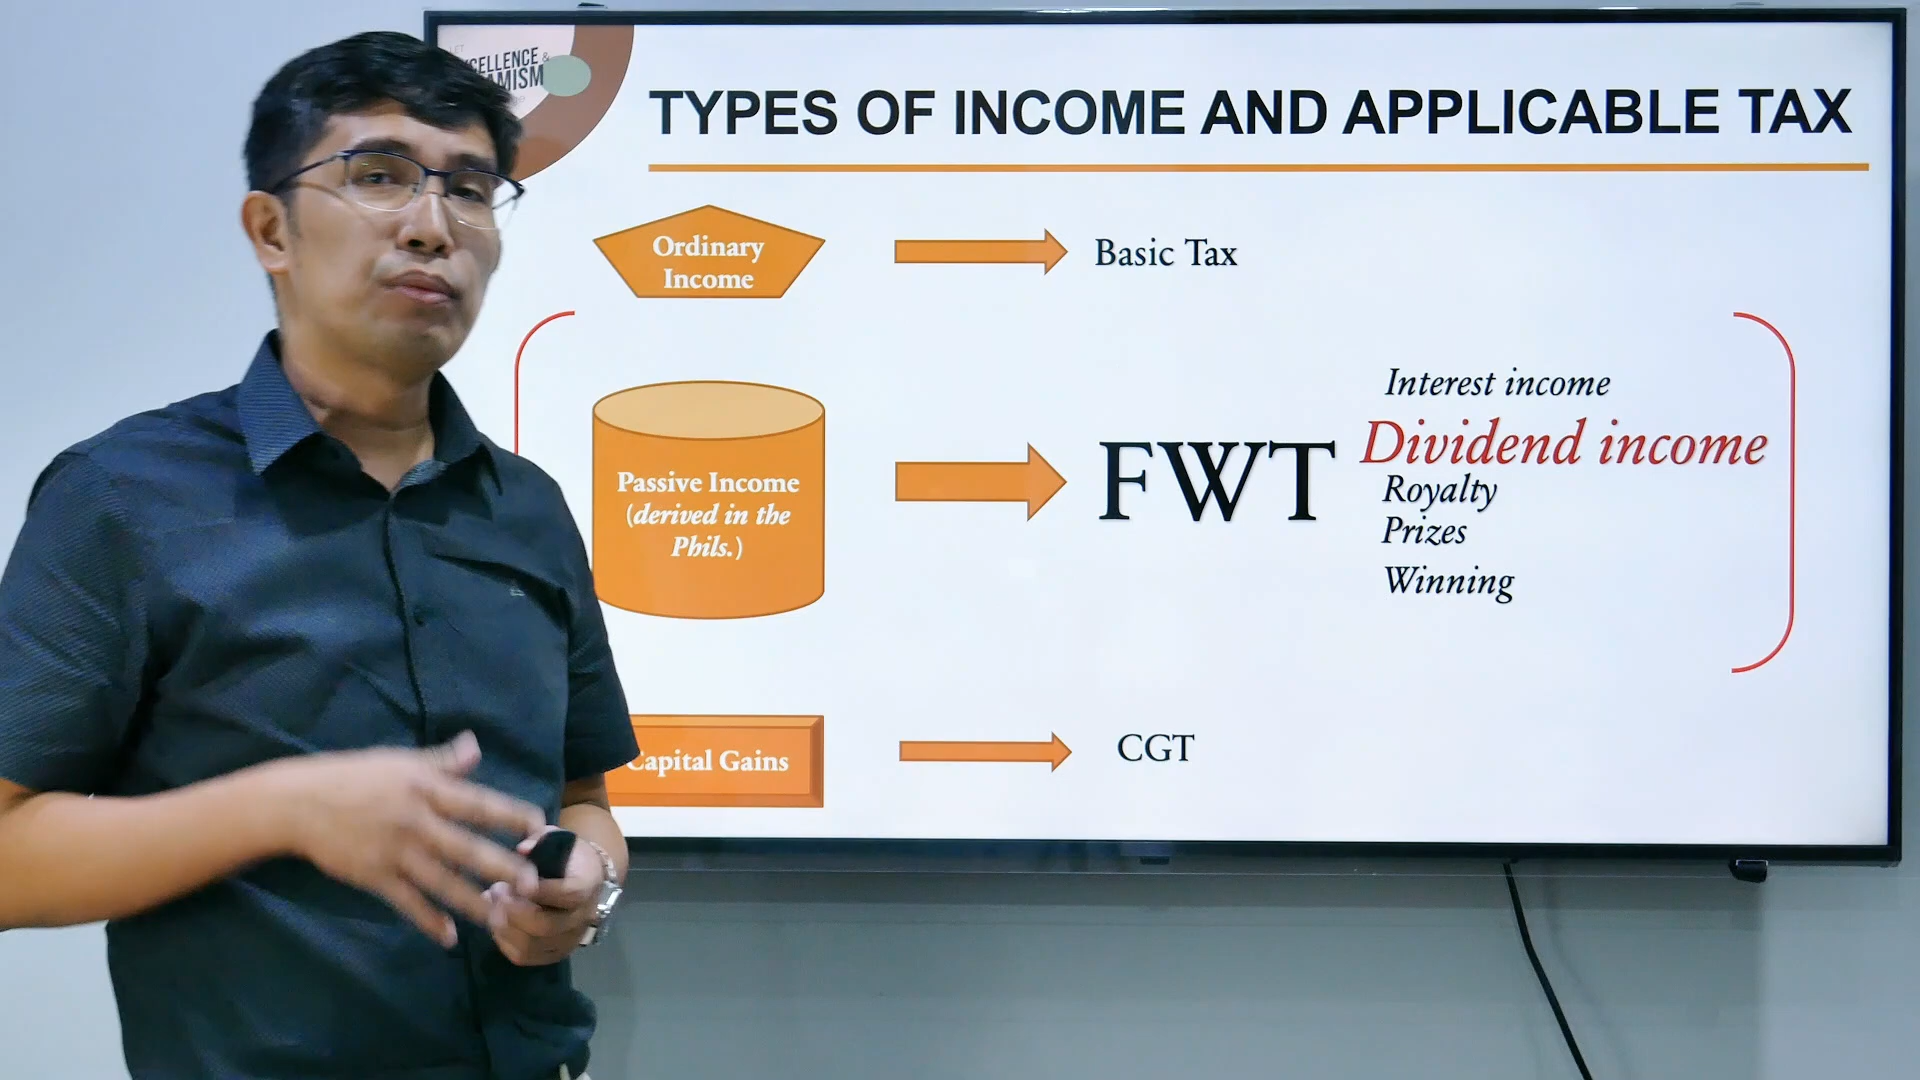 TYPES OF INCOME AND APPLICABLE TAX
Ordinary
Income
Basic Tax
Passive Income
(derived in the
Phils.)
FWT
Interest income
Dividend income
Royalty
Prizes
Winning
Capital Gains
CGT